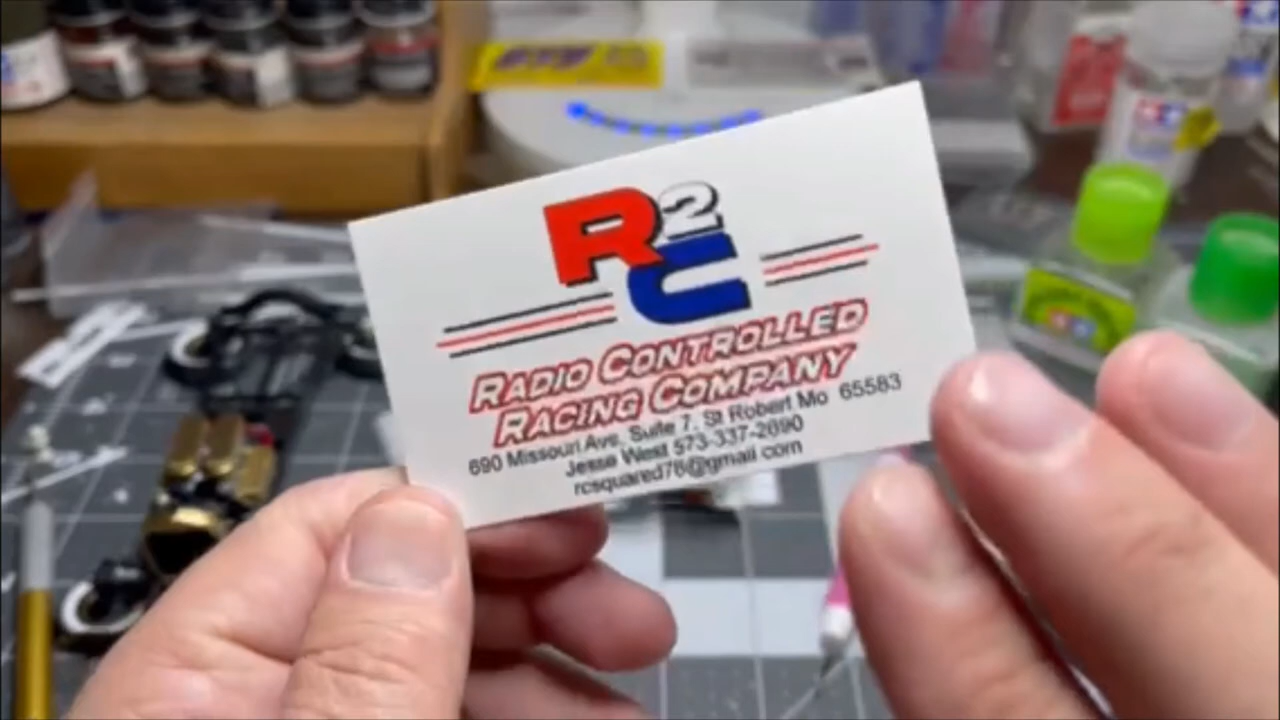 R2C
RADIO CONTROLLED
RACING COMPANY
690 Missouri Ave, Suite 7, St Robert Mo 65583
Jesse West 573-337-2690
rcsquared76@gmail com